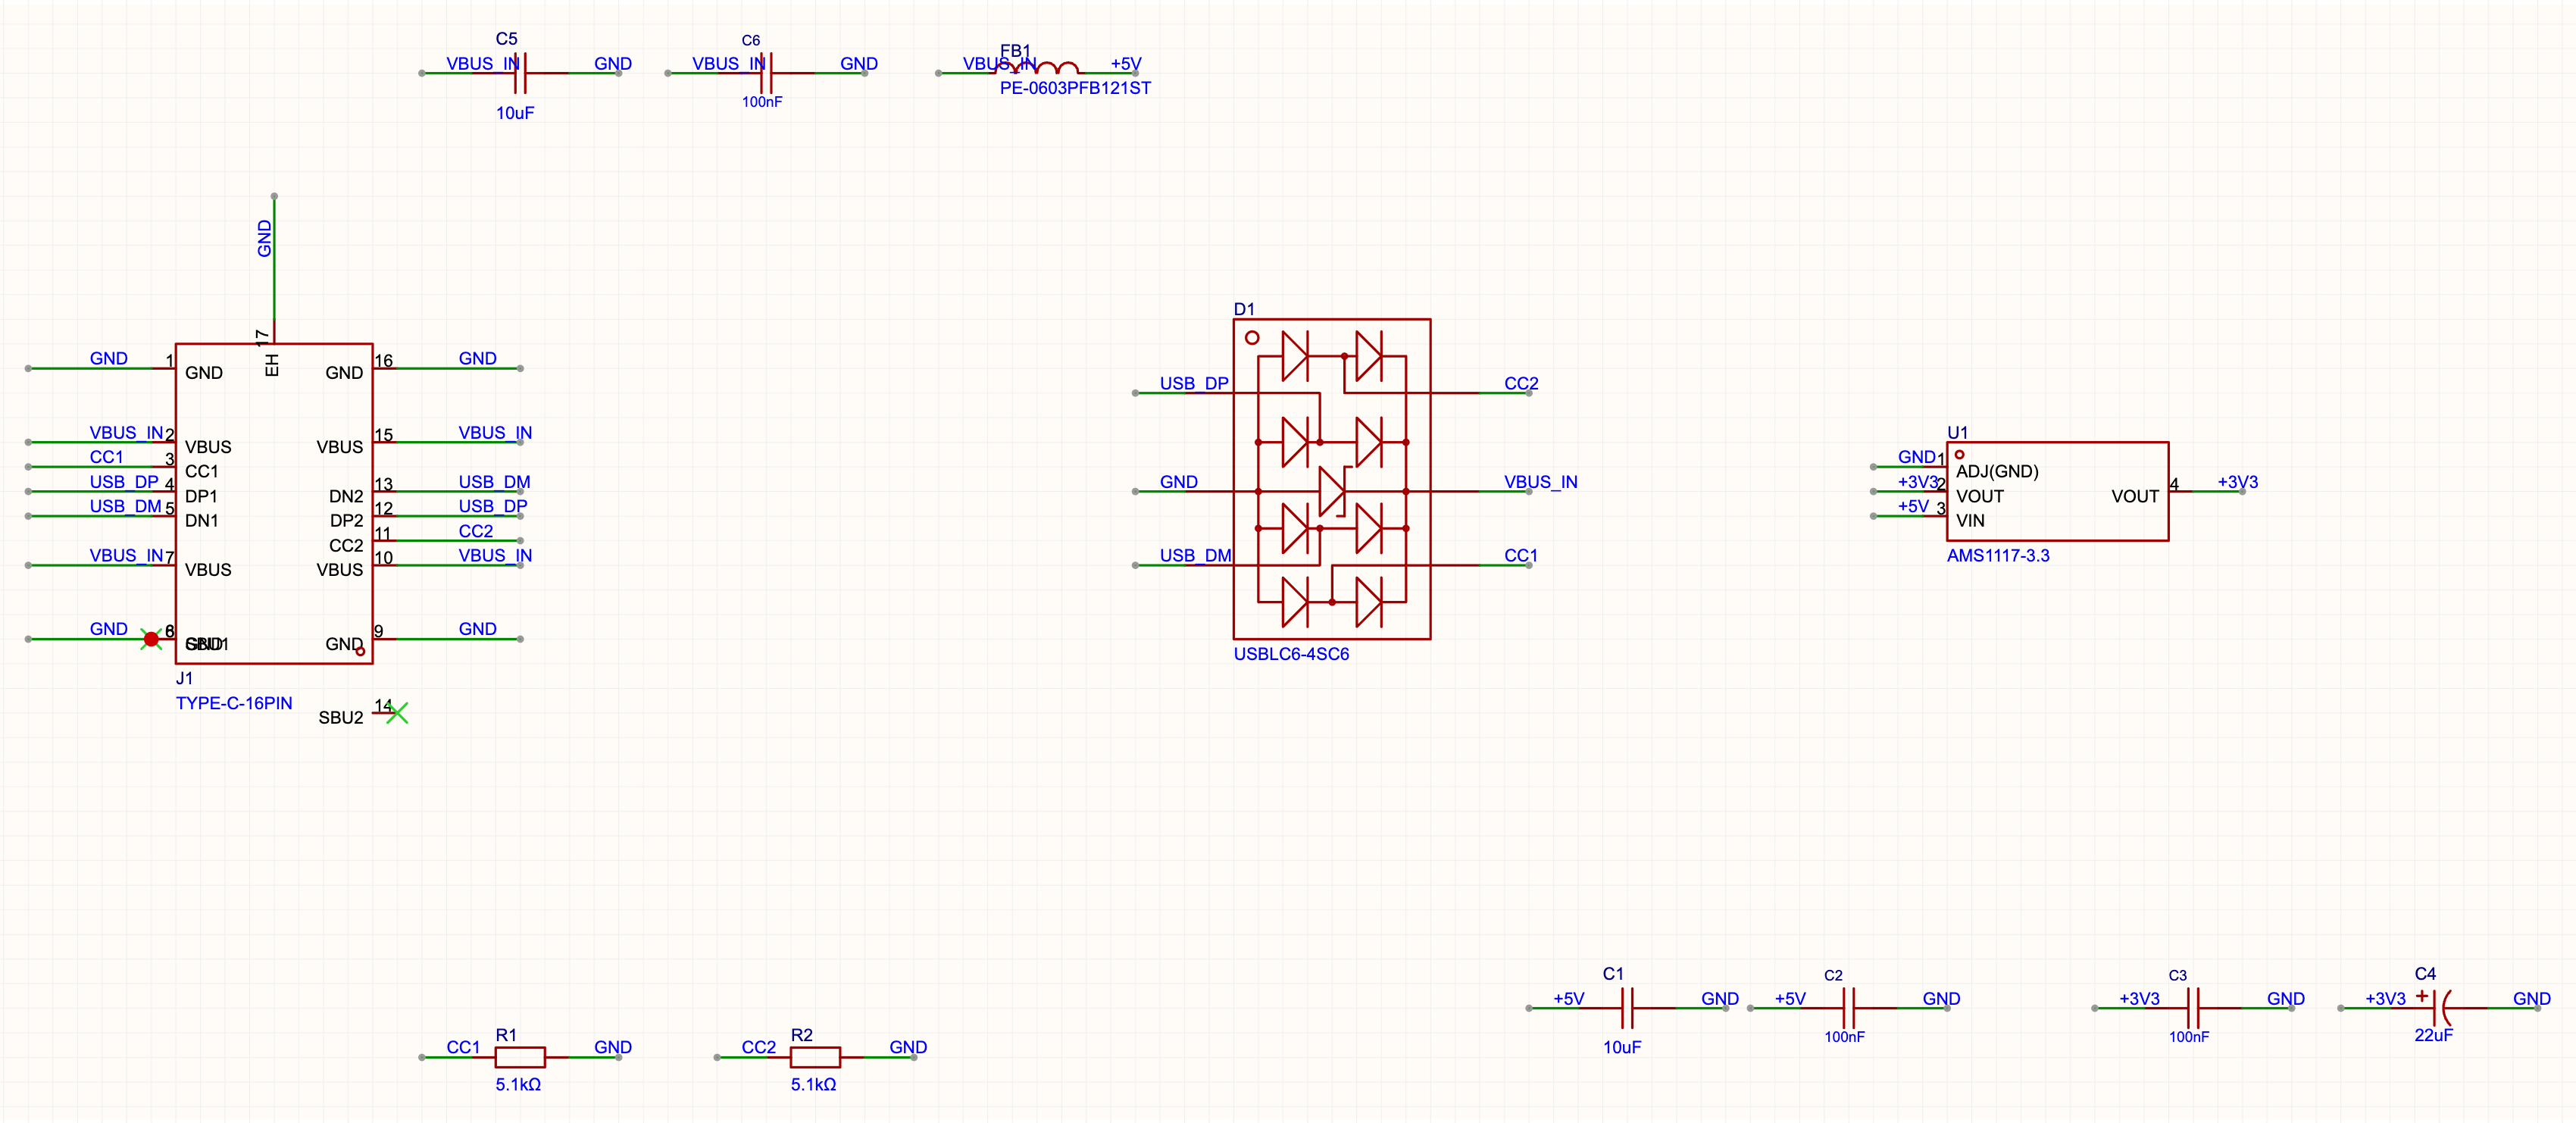 C5
VBUS_IN
GND
10uF
C6
VBUS_IN
GND
100nF
FB1
VBUS_IN
+5V
PE-0603PFB121ST
GND
17
EH
GND
1
GND
16
GND
GND
VBUS_IN
2
VBUS
15
VBUS_IN
VBUS
CC1
3
CC1
USB_DP
4
DP1
13
USB_DM
DN2
USB_DM
5
DN1
12
USB_DP
DP2
11
CC2
CC2
VBUS_IN
7
VBUS
10
VBUS_IN
VBUS
GND
9
GND
GND
J1
TYPE-C-16PIN
14
SBU2
D1
USB_DP
CC2
GND
VBUS_IN
USB_DM
CC1
USBLC6-4SC6
U1
GND
1
ADJ(GND)
+3V3
2
VOUT
VOUT
4
+3V3
+5V
3
VIN
AMS1117-3.3
C1
+5V
GND
10uF
C2
+5V
GND
100nF
C3
+3V3
GND
100nF
C4
+3V3
+
GND
22uF
R1
CC1
GND
5.1kΩ
R2
CC2
GND
5.1kΩ